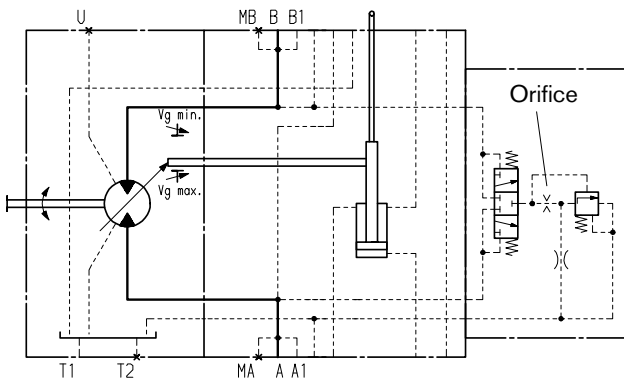 U
MB B B1
Orifice
Vg min.
Vg max.
T1 T2 MA A A1